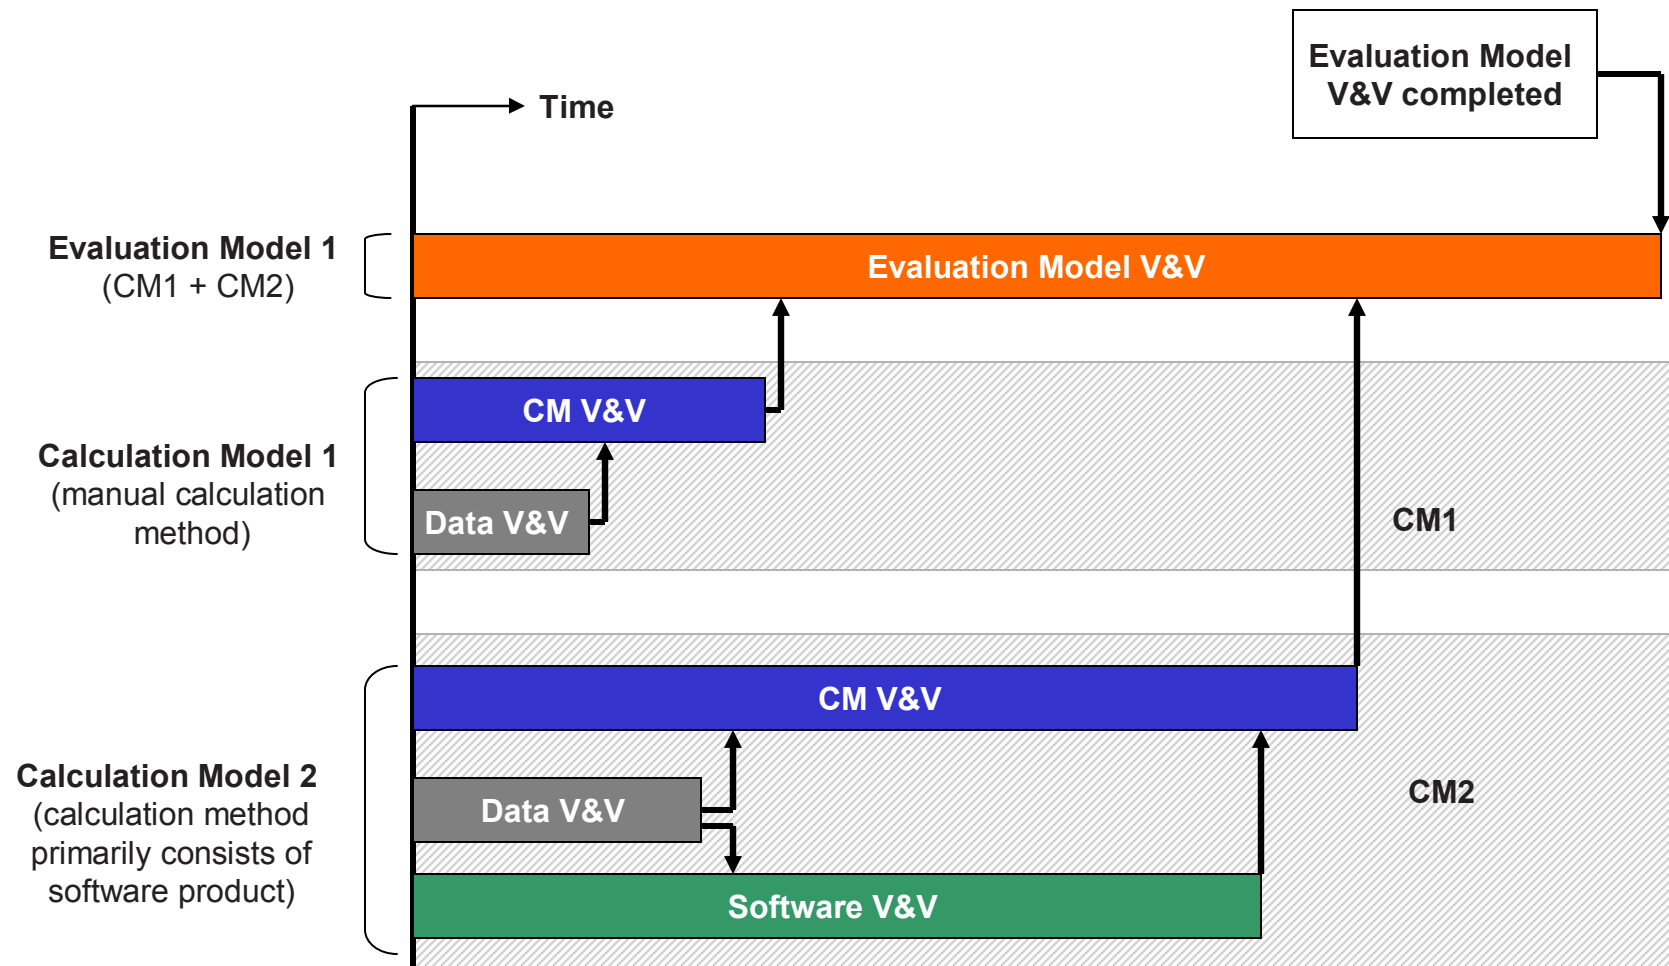 Evaluation Model
V&V completed
Time
Evaluation Model 1
(CM1 + CM2)
Evaluation Model V&V
CM V&V
Calculation Model 1
(manual calculation
method)
Data V&V
CM1
CM V&V
Calculation Model 2
(calculation method
primarily consists of
software product)
Data V&V
CM2
Software V&V